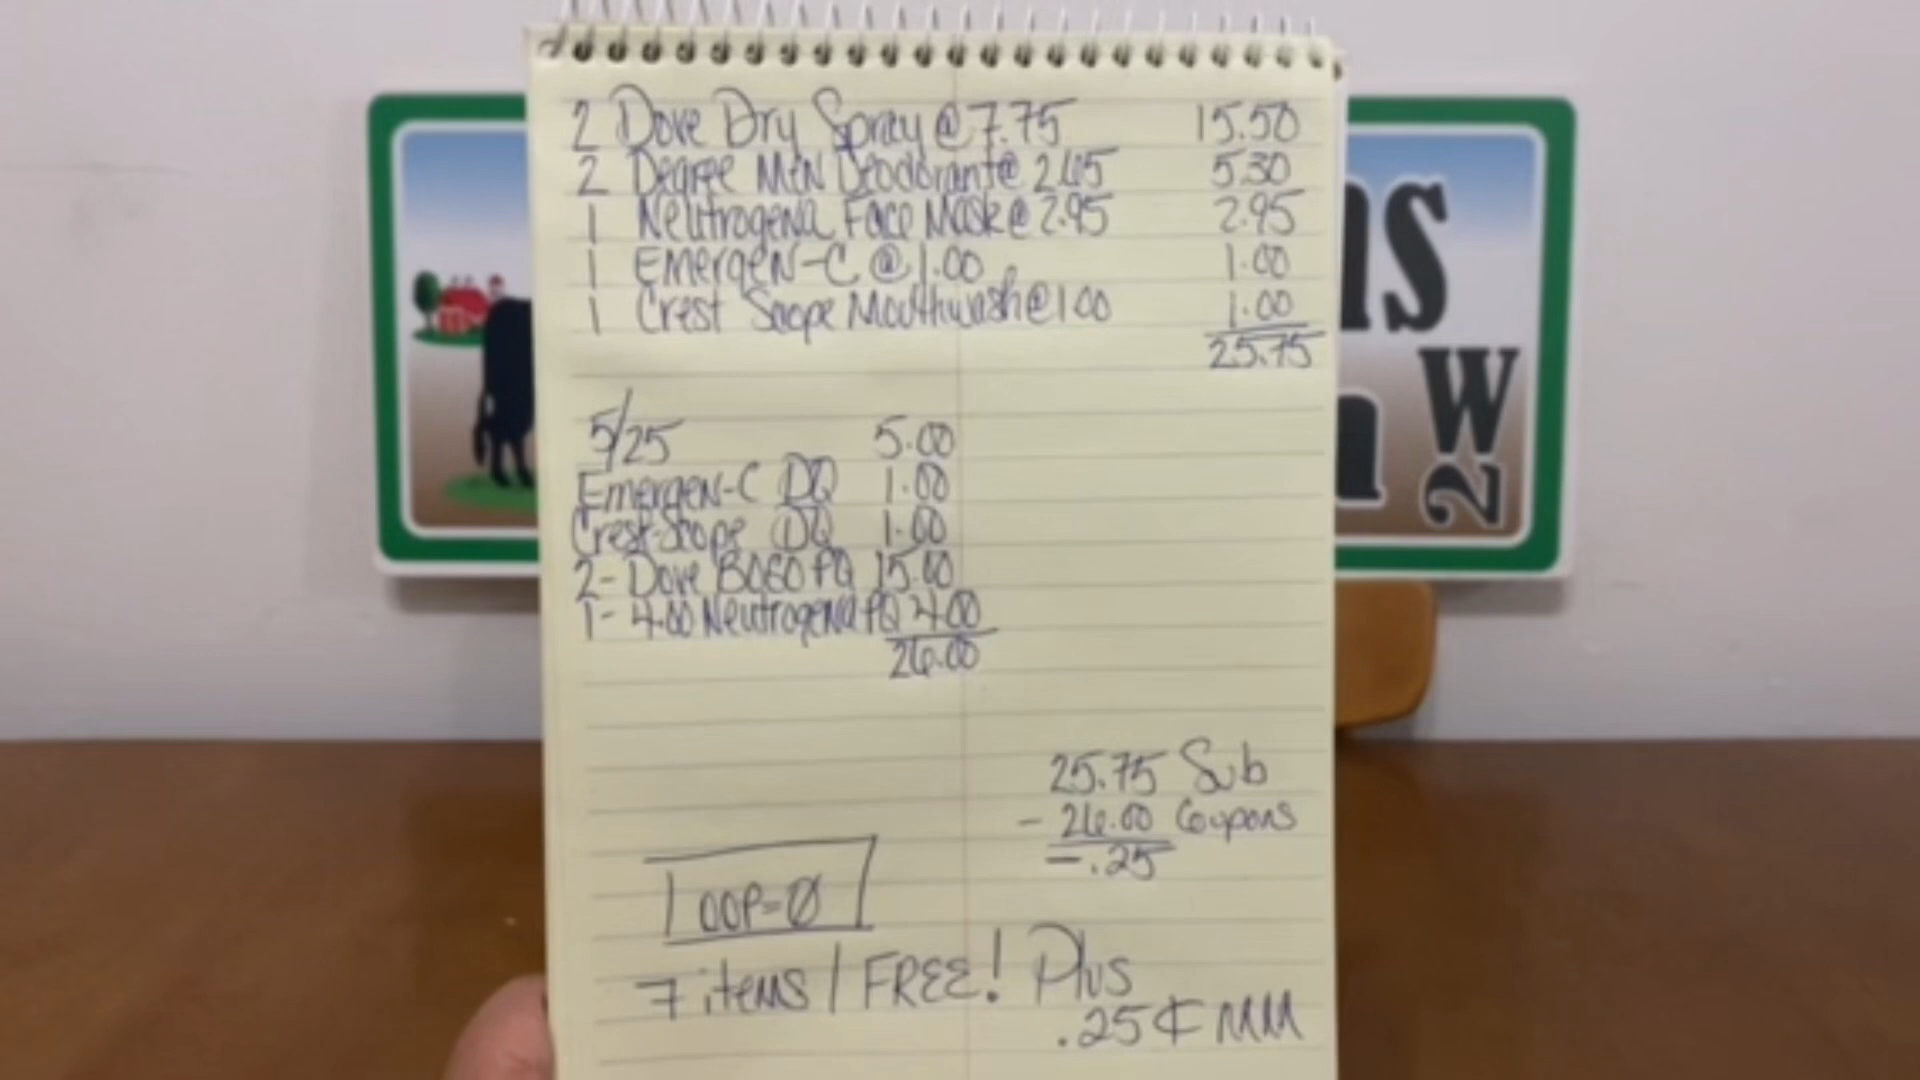 2 Dove Dry Spray @ 7.75 15.50
2 Degree Men Deodorant @ 2.65 5.30
1 Neutrogena Face Mask @ 2.95 2.95
1 Emergen-C @ 1.00 1.00
1 Crest Scope Mouthwash @ 1.00 1.00
25.75
5/25 5.00
Emergen-C DQ 1.00
Crest-Scope DQ 1.00
2- Dove BOGO PQ 15.00
1- 4.00 Neutrogena PQ 4.00
26.00
25.75 Sub
- 26.00 Coupons
- .25
OOP=Ø
7 items / FREE! Plus
.25¢ MM
W
2